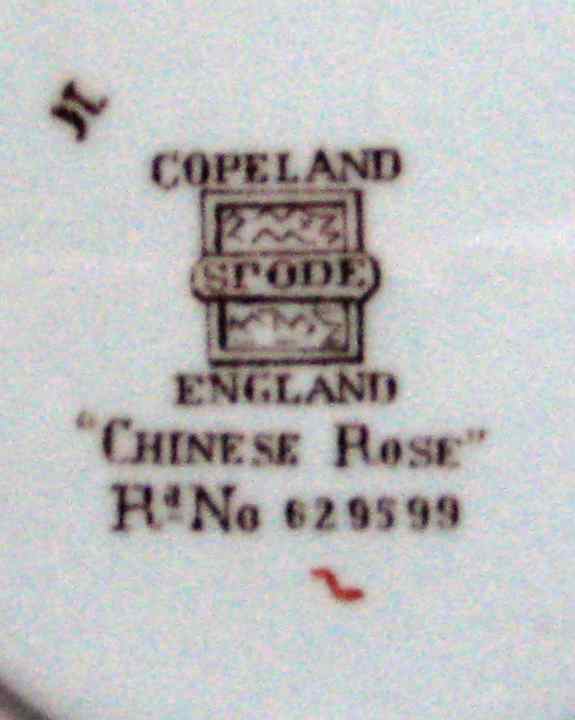 COPELAND
SPODE
ENGLAND
"CHINESE ROSE"
Rd No 629599